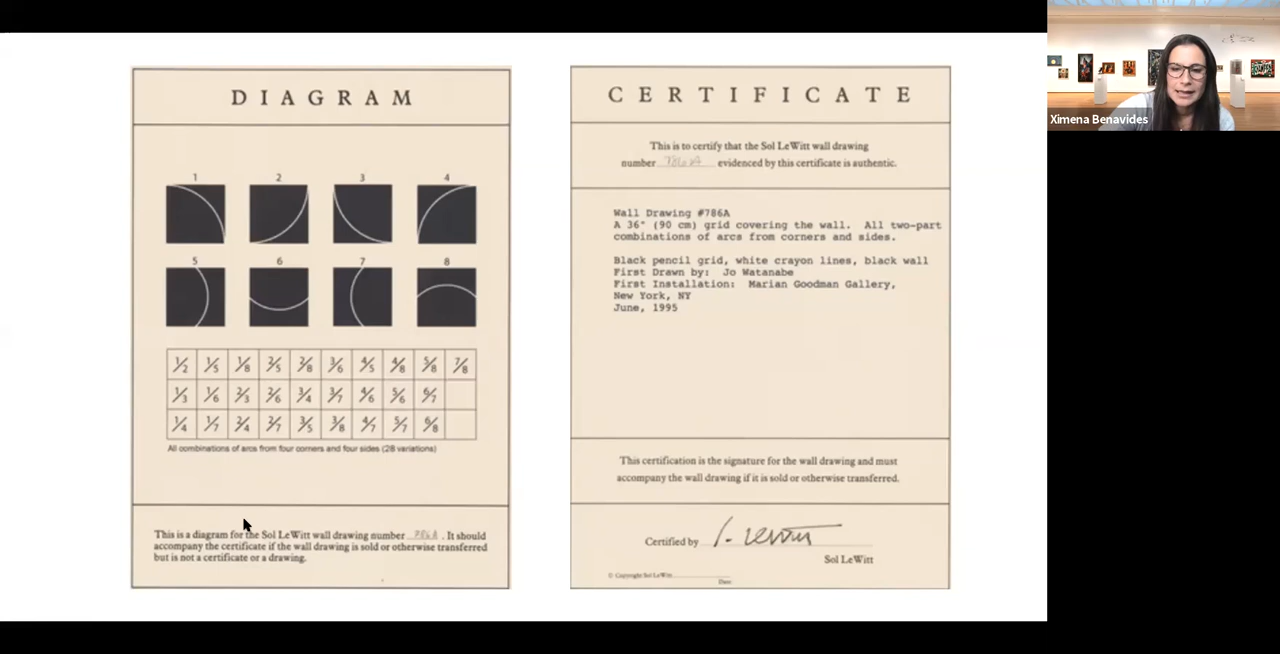 DIAGRAM
1 2 3 4
5 6 7 8
1/2 1/5 1/8 2/5 2/8 3/6 4/5 4/8 5/8 7/8
1/3 1/6 2/3 2/6 3/4 3/7 4/6 5/6 6/7
1/4 1/7 2/4 2/7 3/5 3/8 4/7 5/7 6/8
All combinations of arcs from four corners and four sides (28 variations)
This is a diagram for the Sol LeWitt wall drawing number 786A. It should
accompany the certificate if the wall drawing is sold or otherwise transferred
but is not a certificate or a drawing.
CERTIFICATE
This is to certify that the Sol LeWitt wall drawing
number evidenced by this certificate is authentic.
Wall Drawing #786A
A 36" (90 cm) grid covering the wall. All two-part
combinations of arcs from corners and sides.
Black pencil grid, white crayon lines, black wall
First Drawn by: Jo Watanabe
First Installation: Marian Goodman Gallery,
New York, NY
June, 1995
This certification is the signature for the wall drawing and must
accompany the wall drawing if it is sold or otherwise transferred.
Certified by S. LeWitt
Sol LeWitt
© Copyright Sol LeWitt
Date
Ximena Benavides